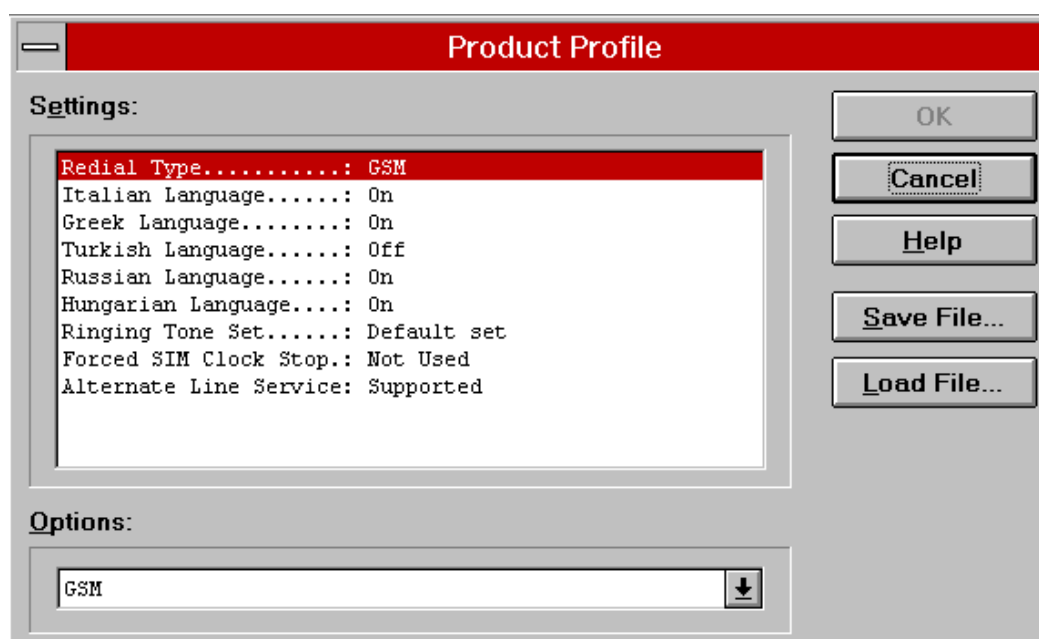 Product Profile
Settings:
Redial Type...........: GSM
Italian Language......: On
Greek Language........: On
Turkish Language......: Off
Russian Language......: On
Hungarian Language....: On
Ringing Tone Set......: Default set
Forced SIM Clock Stop.: Not Used
Alternate Line Service: Supported
OK
Cancel
Help
Save File...
Load File...
Options:
GSM